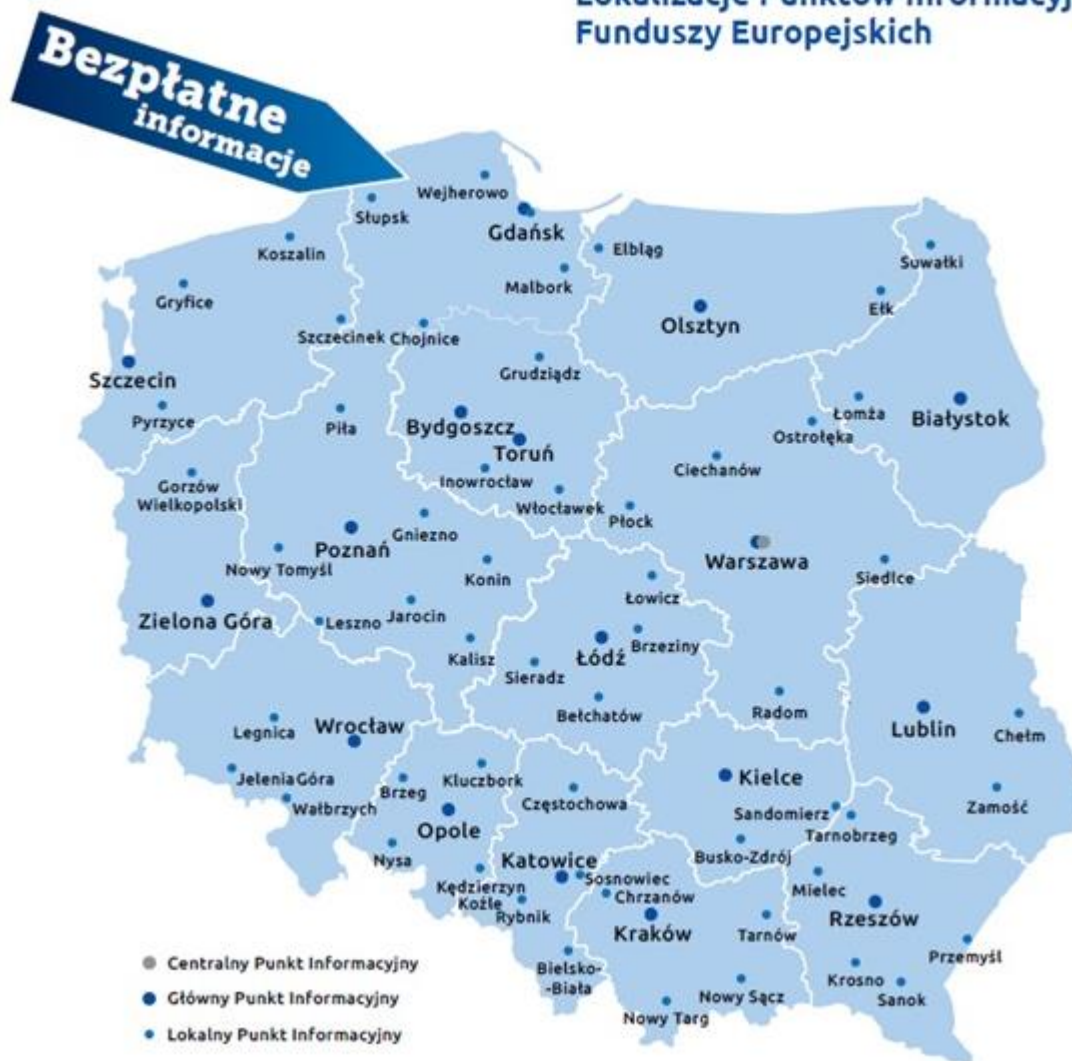 Funduszy Europejskich
Bezpłatne
informacje
Wejherowo
Słupsk
Gdańsk
Elbląg
Suwałki
Koszalin
Malbork
Gryfice
Ełk
Olsztyn
Szczecinek
Chojnice
Grudziądz
Szczecin
Pyrzyce
Piła
Bydgoszcz
Toruń
Łomża
Ostrołęka
Białystok
Ciechanów
Inowrocław
Gorzów
Wielkopolski
Włocławek
Płock
Gniezno
Poznań
Nowy Tomyśl
Konin
Warszawa
Siedlce
Łowicz
Zielona Góra
Leszno
Jarocin
Kalisz
Łódź
Brzeziny
Sieradz
Bełchatów
Radom
Legnica
Wrocław
Lublin
Chełm
JeleniaGóra
Wałbrzych
Brzeg
Kluczbork
Częstochowa
Kielce
Sandomierz
Tarnobrzeg
Zamość
Opole
Nysa
Katowice
Busko-Zdrój
Sosnowiec
Chrzanów
Kędzierzyn
Koźle
Rybnik
Mielec
Rzeszów
Kraków
Tarnów
Przemyśl
Bielsko-
-Biała
Krosno
Sanok
Nowy Sącz
Nowy Targ
Centralny Punkt Informacyjny
Główny Punkt Informacyjny
Lokalny Punkt Informacyjny